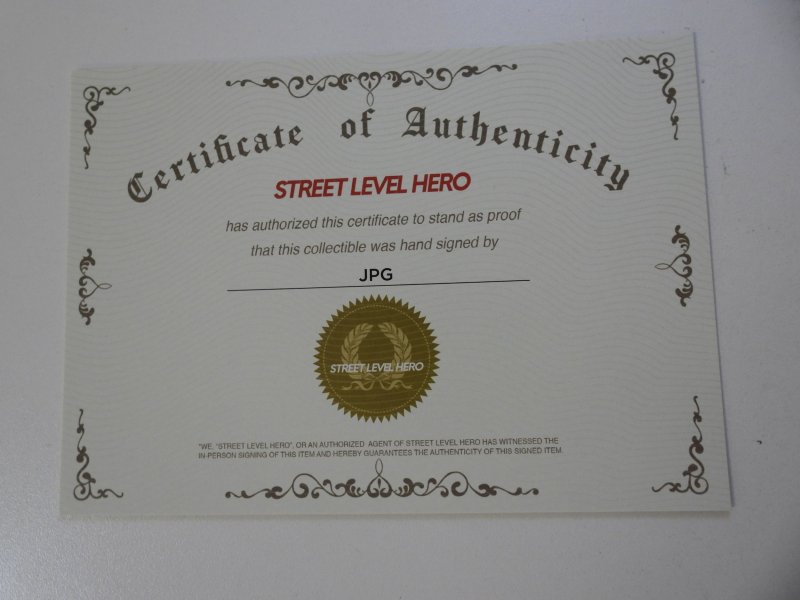 Certificate of Authenticity
STREET LEVEL HERO
has authorized this certificate to stand as proof
that this collectible was hand signed by
JPG
STREET LEVEL HERO
"WE, "STREET LEVEL HERO", OR AN AUTHORIZED AGENT OF STREET LEVEL HERO HAS WITNESSED THE
IN-PERSON SIGNING OF THIS ITEM AND HEREBY GUARANTEES THE AUTHENTICITY OF THIS SIGNED ITEM.